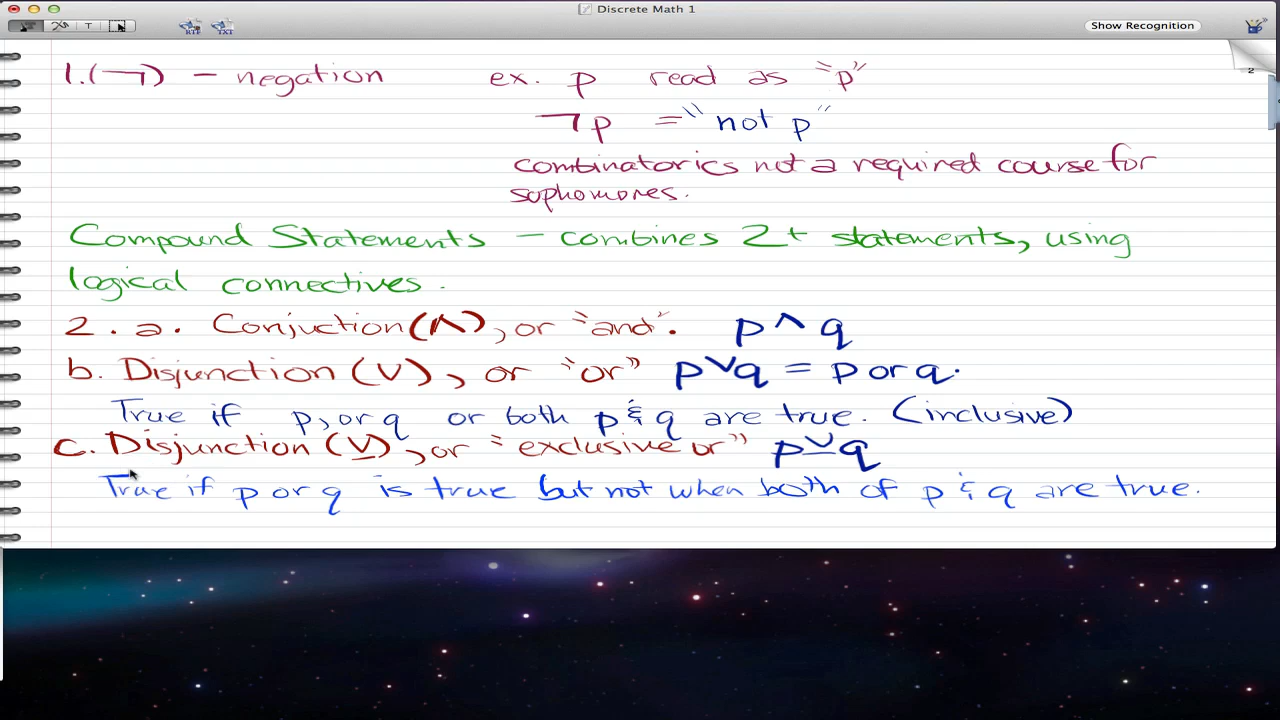 Discrete Math 1
T
RTF
TXT
Show Recognition
2
1.(¬) - negation ex. p read as "p"
¬p = "not p"
combinatorics not a required course for
sophomores.
Compound Statements - combines 2+ statements, using
logical connectives.
2. a. Conjuction (∧), or "and". p ∧ q
b. Disjunction (∨), or "or" p∨q = p or q.
True if p, or q or both p & q are true. (inclusive)
c. Disjunction (⊻), or "exclusive or" p ⊻ q
True if p or q is true but not when both of p & q are true.